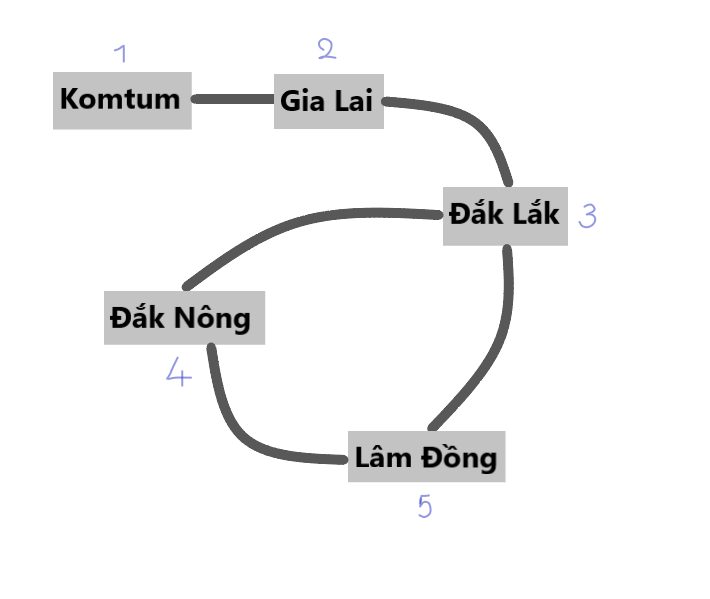 1
2
Komtum
Gia Lai
Đắk Lắk
3
Đắk Nông
4
Lâm Đồng
5